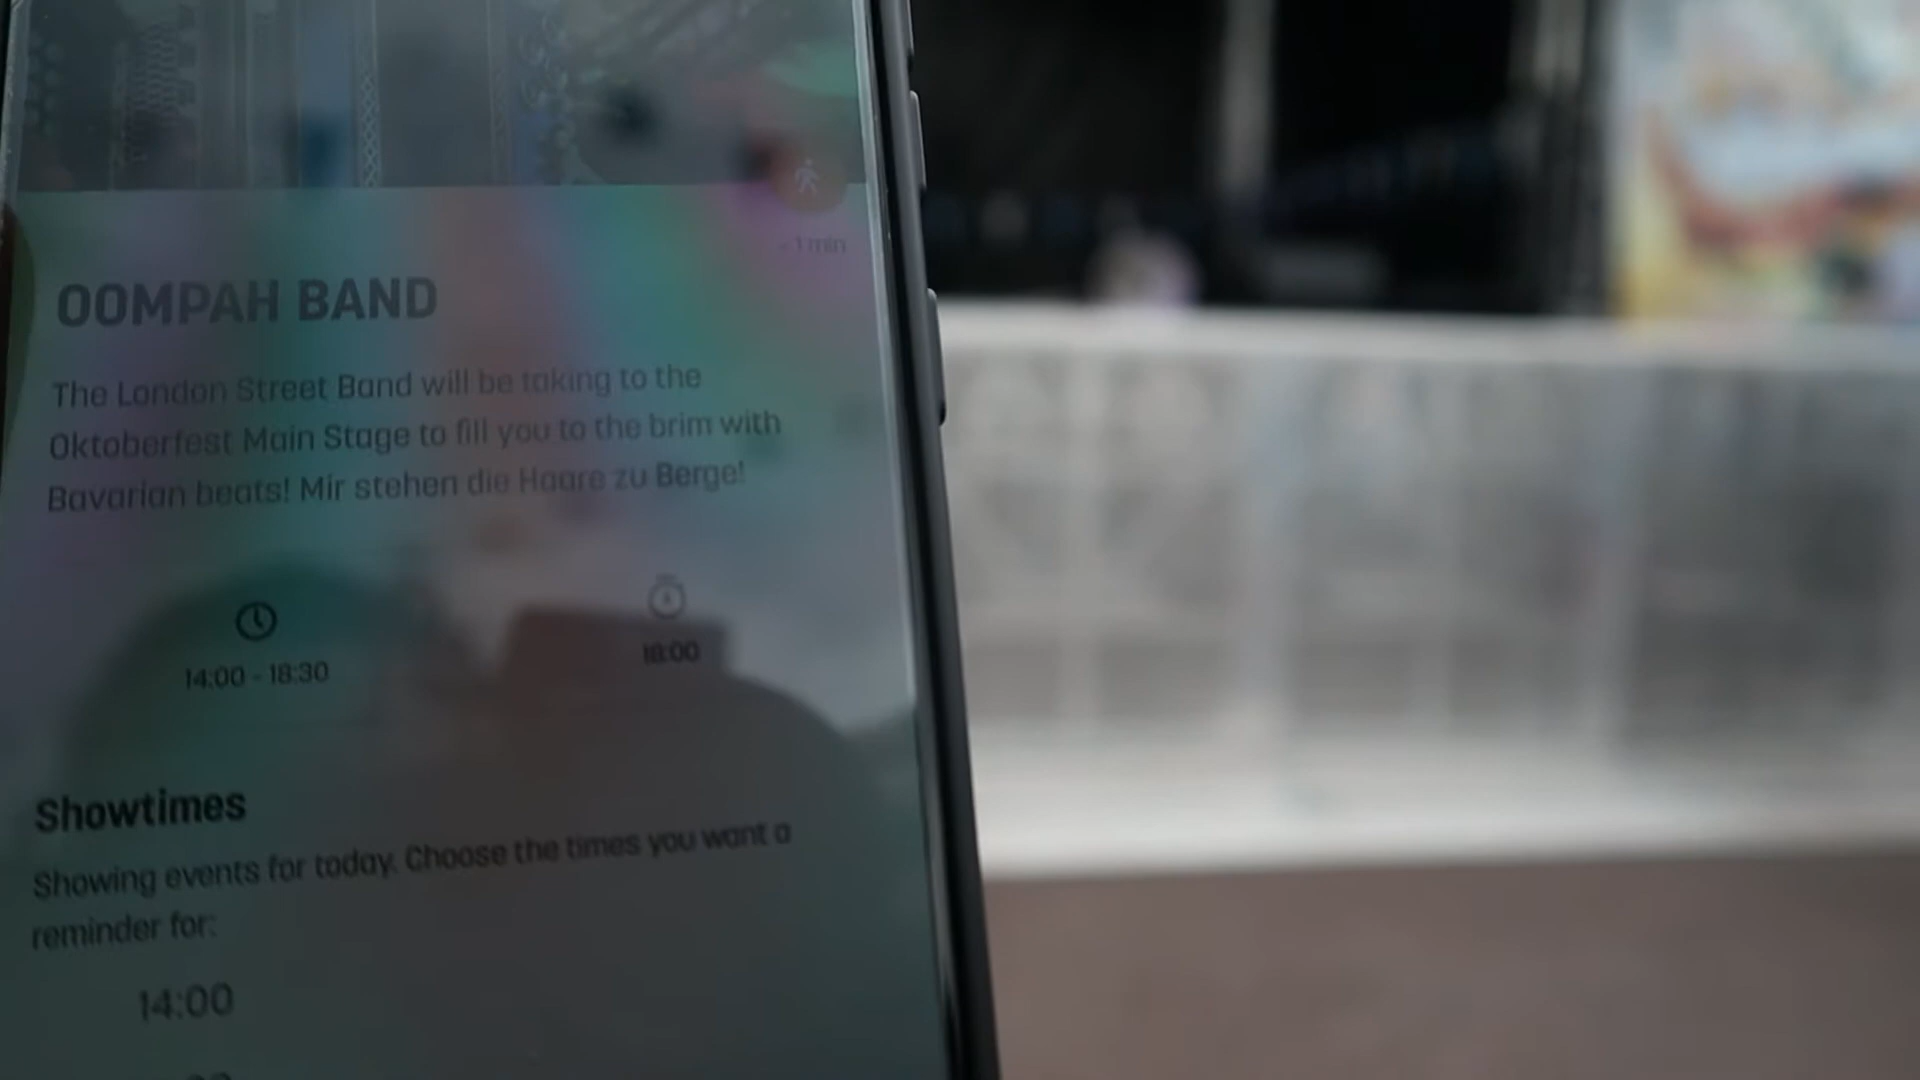 < 1 min
OOMPAH BAND
The London Street Band will be taking to the
Oktoberfest Main Stage to fill you to the brim with
Bavarian beats! Mir stehen die Haare zu Berge!
14:00 - 18:30
18:00
Showtimes
Showing events for today. Choose the times you want a
reminder for:
14:00